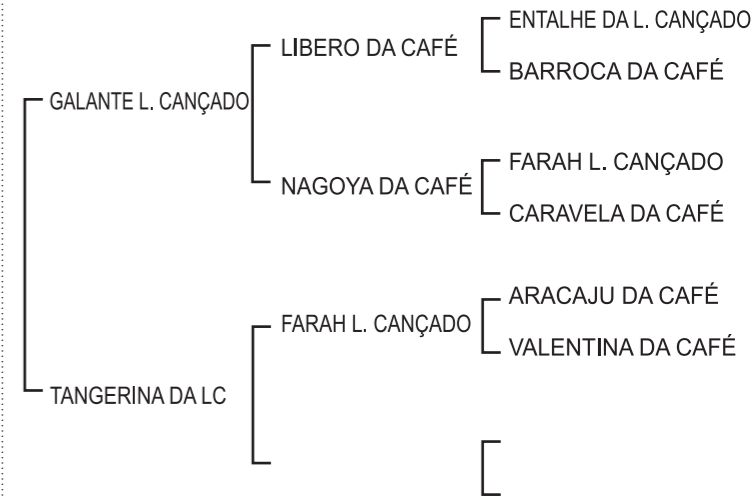 ENTALHE DA L. CANÇADO
LIBERO DA CAFÉ
BARROCA DA CAFÉ
GALANTE L. CANÇADO
FARAH L. CANÇADO
NAGOYA DA CAFÉ
CARAVELA DA CAFÉ
ARACAJU DA CAFÉ
FARAH L. CANÇADO
VALENTINA DA CAFÉ
TANGERINA DA LC